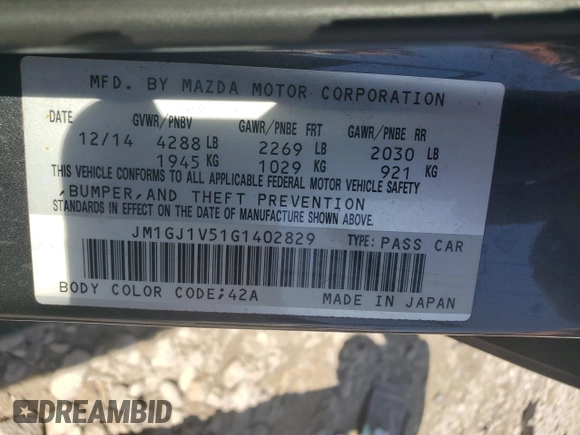 MFD. BY MAZDA MOTOR CORPORATION
DATE GVWR/PNBV GAWR/PNBE FRT GAWR/PNBE RR
12/14 4288 LB 2269 LB 2030 LB
1945 KG 1029 KG 921 KG
THIS VEHICLE CONFORMS TO ALL APPLICABLE FEDERAL MOTOR VEHICLE SAFETY
,BUMPER,AND THEFT PREVENTION
STANDARDS IN EFFECT ON THE DATE OF MANUFACTURE SHOWN ABOVE.
JM1GJ1V51G1402829 TYPE: PASS CAR
BODY COLOR CODE;42A MADE IN JAPAN
DREAMBID